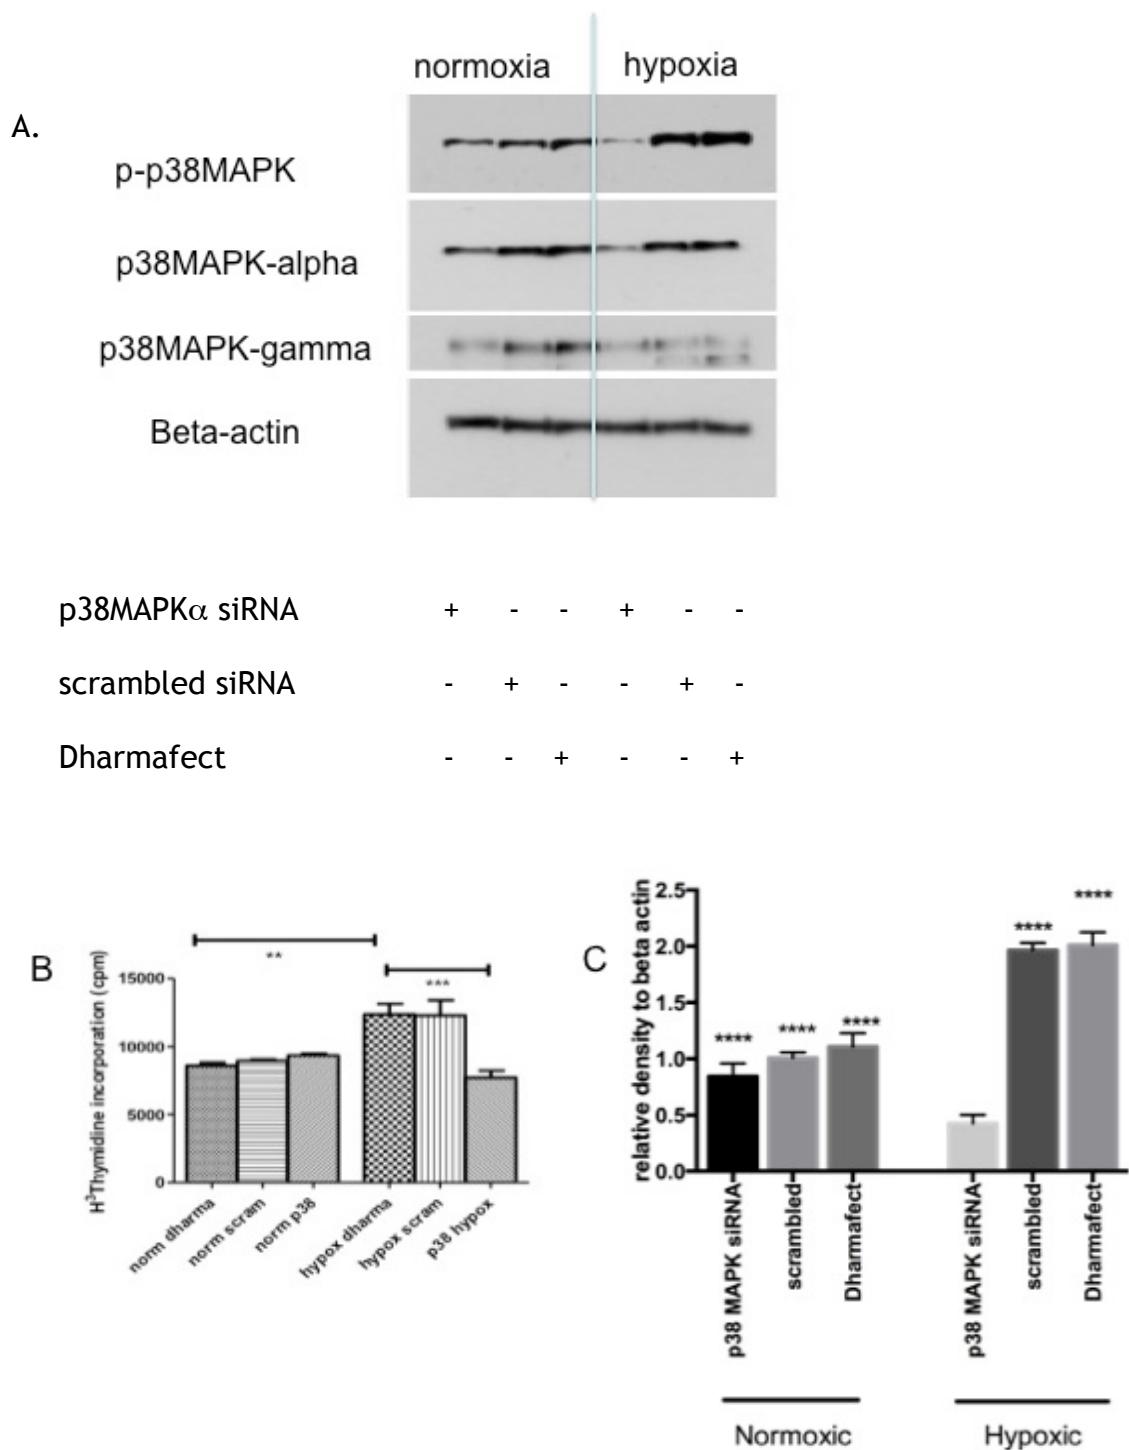 normoxia hypoxia
A.
p-p38MAPK
p38MAPK-alpha
p38MAPK-gamma
Beta-actin
p38MAPKα siRNA + - - + - -
scrambled siRNA - + - - + -
Dharmafect - - + - - +
B
H³Thymidine incorporation (cpm)
15000
10000
5000
0
**
***
norm dharma
norm scram
norm p38
hypox dharma
hypox scram
p38 hypox
C
relative density to beta actin
2.5
2.0
1.5
1.0
0.5
0.0
**** **** **** **** ****
p38 MAPK siRNA
scrambled
Dharmafect
p38 MAPK siRNA
scrambled
Dharmafect
Normoxic Hypoxic